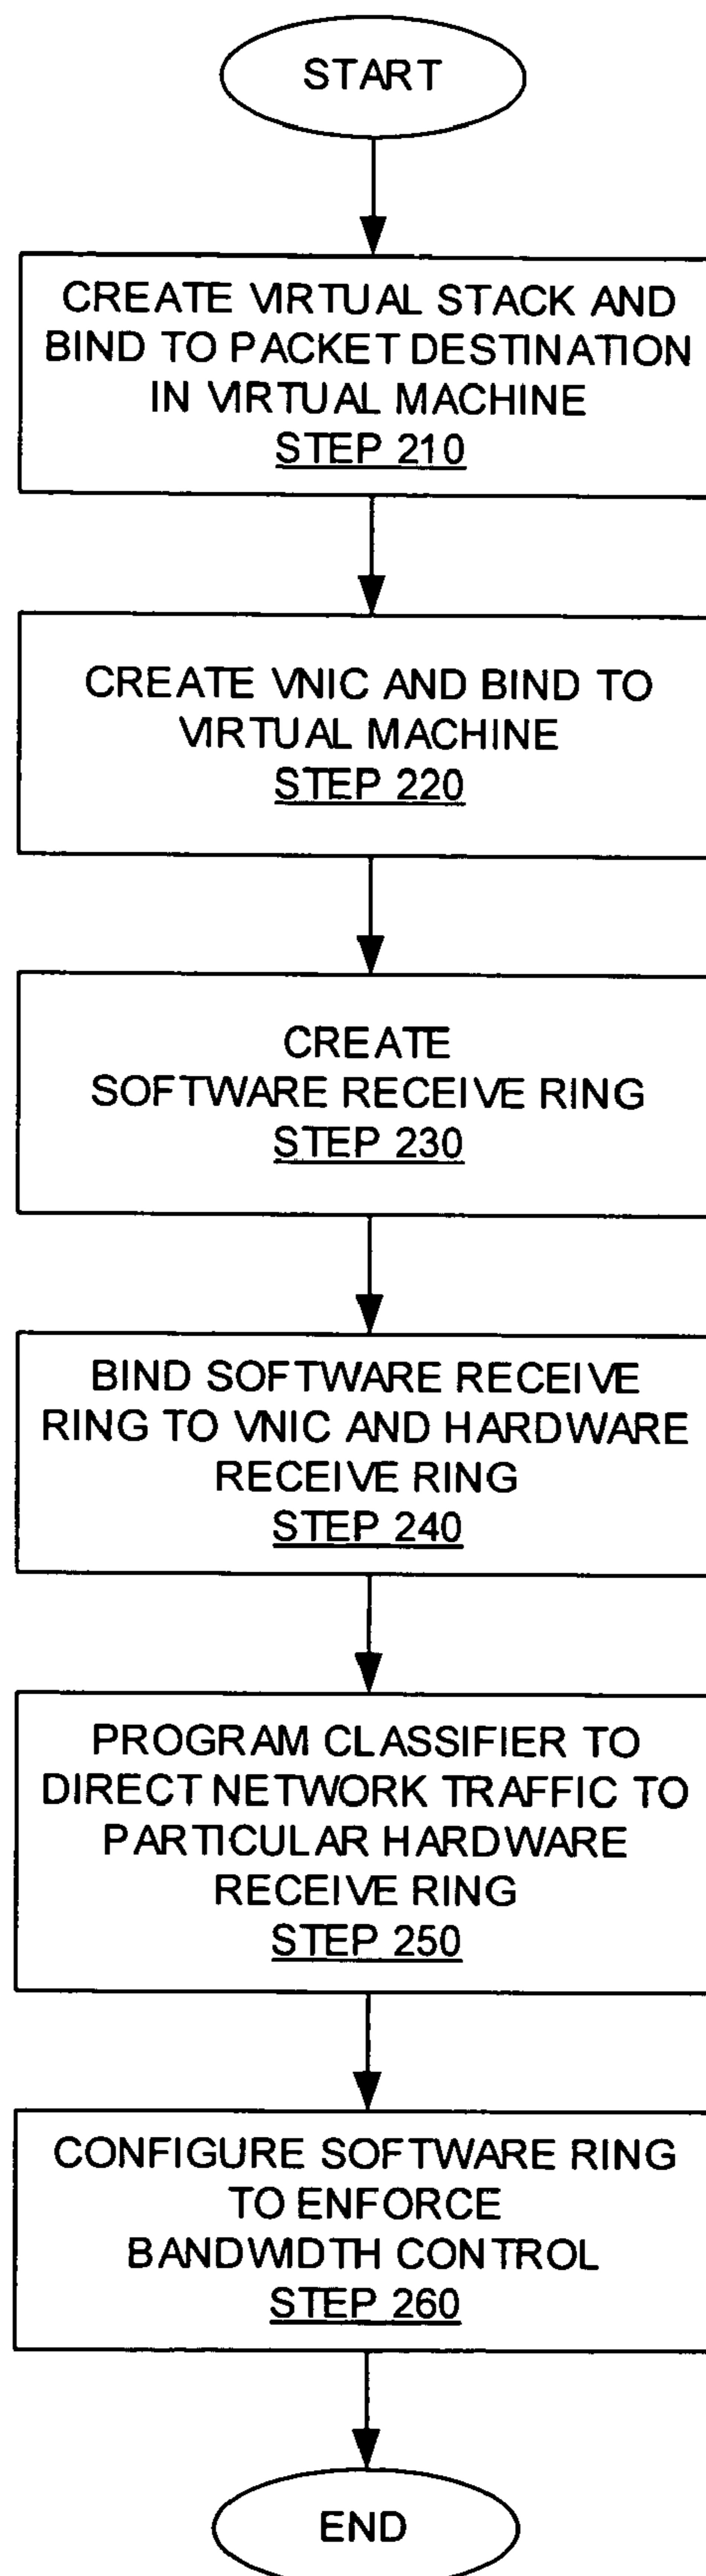 START
CREATE VIRTUAL STACK AND
BIND TO PACKET DESTINATION
IN VIRTUAL MACHINE
STEP 210
CREATE VNIC AND BIND TO
VIRTUAL MACHINE
STEP 220
CREATE
SOFTWARE RECEIVE RING
STEP 230
BIND SOFTWARE RECEIVE
RING TO VNIC AND HARDWARE
RECEIVE RING
STEP 240
PROGRAM CLASSIFIER TO
DIRECT NETWORK TRAFFIC TO
PARTICULAR HARDWARE
RECEIVE RING
STEP 250
CONFIGURE SOFTWARE RING
TO ENFORCE
BANDWIDTH CONTROL
STEP 260
END